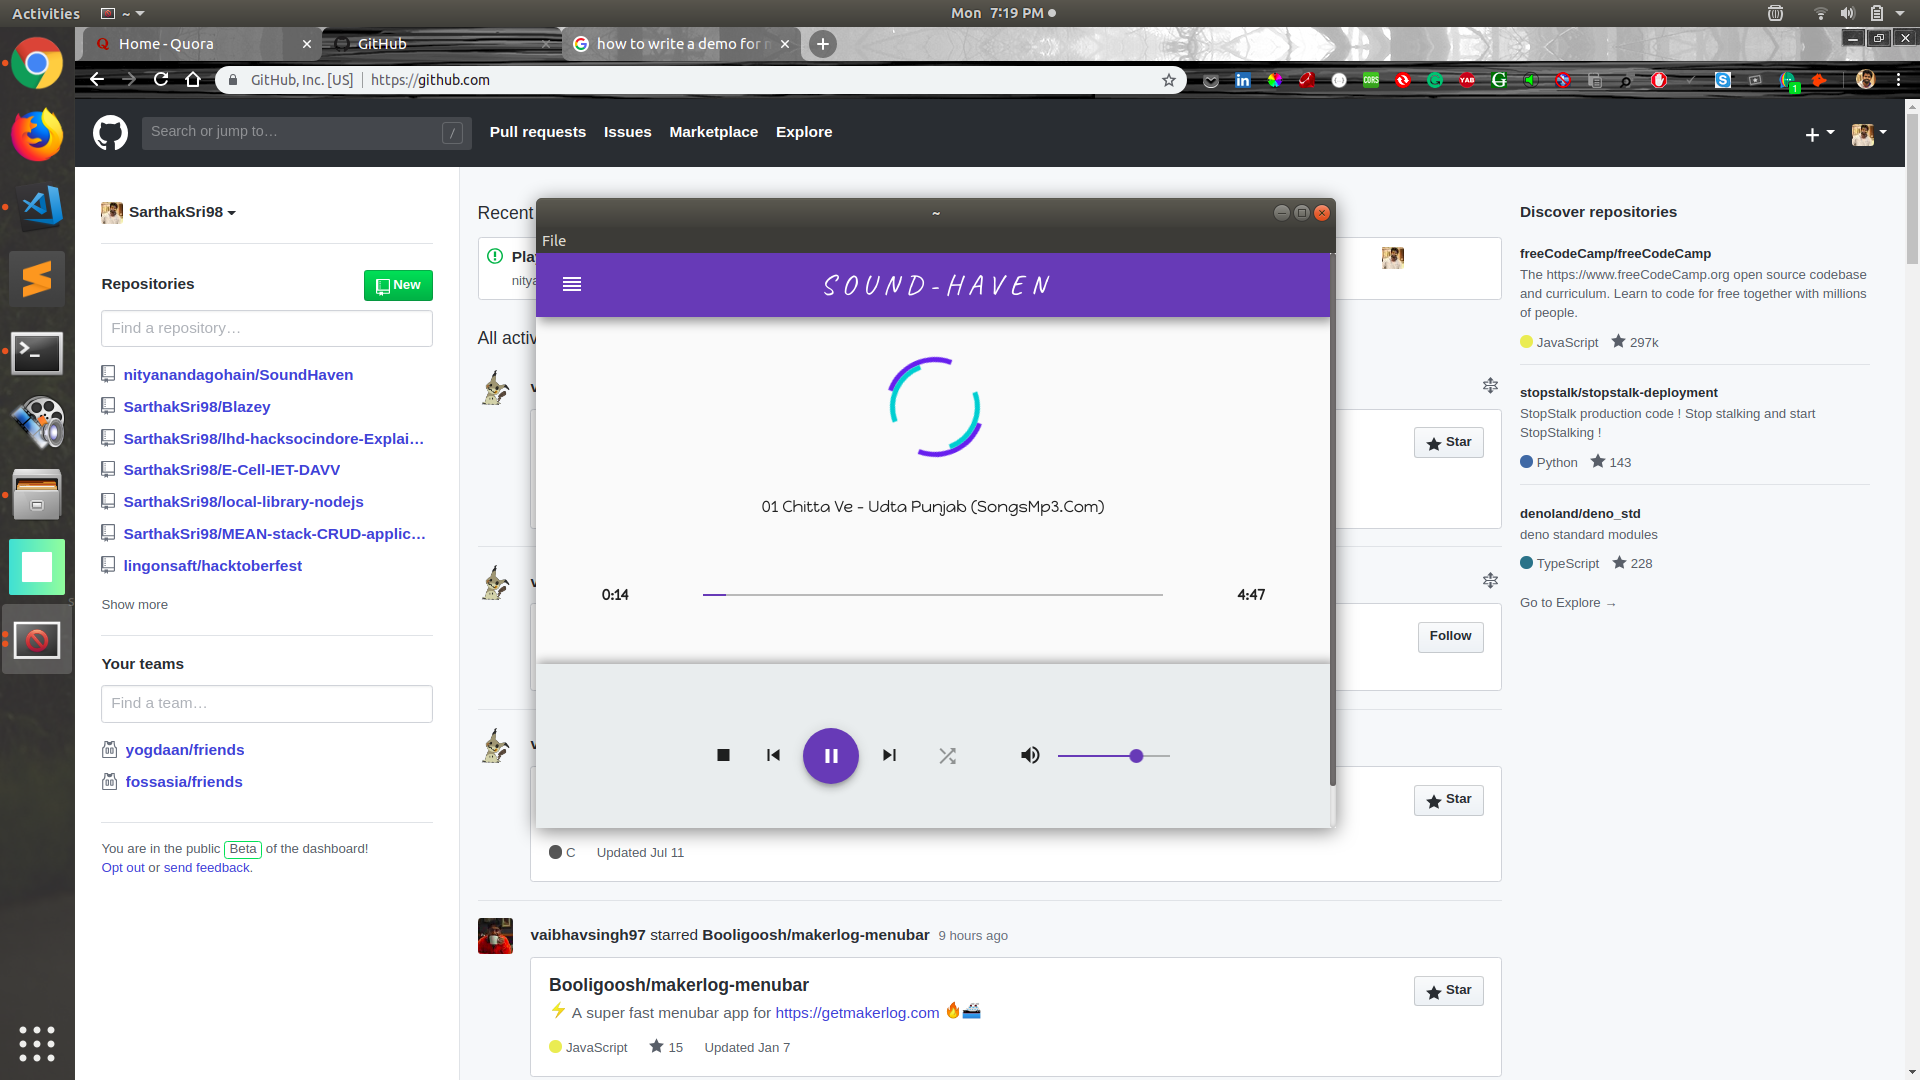 Activities
~
Mon 7:19 PM
Home - Quora
GitHub
how to write a demo for
GitHub, Inc. [US]
https://github.com
CORS
YAB
1
Search or jump to…
/
Pull requests
Issues
Marketplace
Explore
SarthakSri98
Repositories
New
Find a repository…
nityanandagohain/SoundHaven
SarthakSri98/Blazey
SarthakSri98/lhd-hacksocindore-Explai…
SarthakSri98/E-Cell-IET-DAVV
SarthakSri98/local-library-nodejs
SarthakSri98/MEAN-stack-CRUD-applic…
lingonsaft/hacktoberfest
Show more
Your teams
Find a team…
yogdaan/friends
fossasia/friends
You are in the public Beta of the dashboard!
Opt out or send feedback.
Recent
All activ
~
File
SOUND-HAVEN
01 Chitta Ve - Udta Punjab (SongsMp3.Com)
0:14
4:47
Star
Follow
Star
C
Updated Jul 11
vaibhavsingh97 starred Booligoosh/makerlog-menubar 9 hours ago
Booligoosh/makerlog-menubar
⚡ A super fast menubar app for https://getmakerlog.com 🔥
JavaScript
15
Updated Jan 7
Star
Discover repositories
freeCodeCamp/freeCodeCamp
The https://www.freeCodeCamp.org open source codebase
and curriculum. Learn to code for free together with millions
of people.
JavaScript
297k
stopstalk/stopstalk-deployment
StopStalk production code ! Stop stalking and start
StopStalking !
Python
143
denoland/deno_std
deno standard modules
TypeScript
228
Go to Explore →